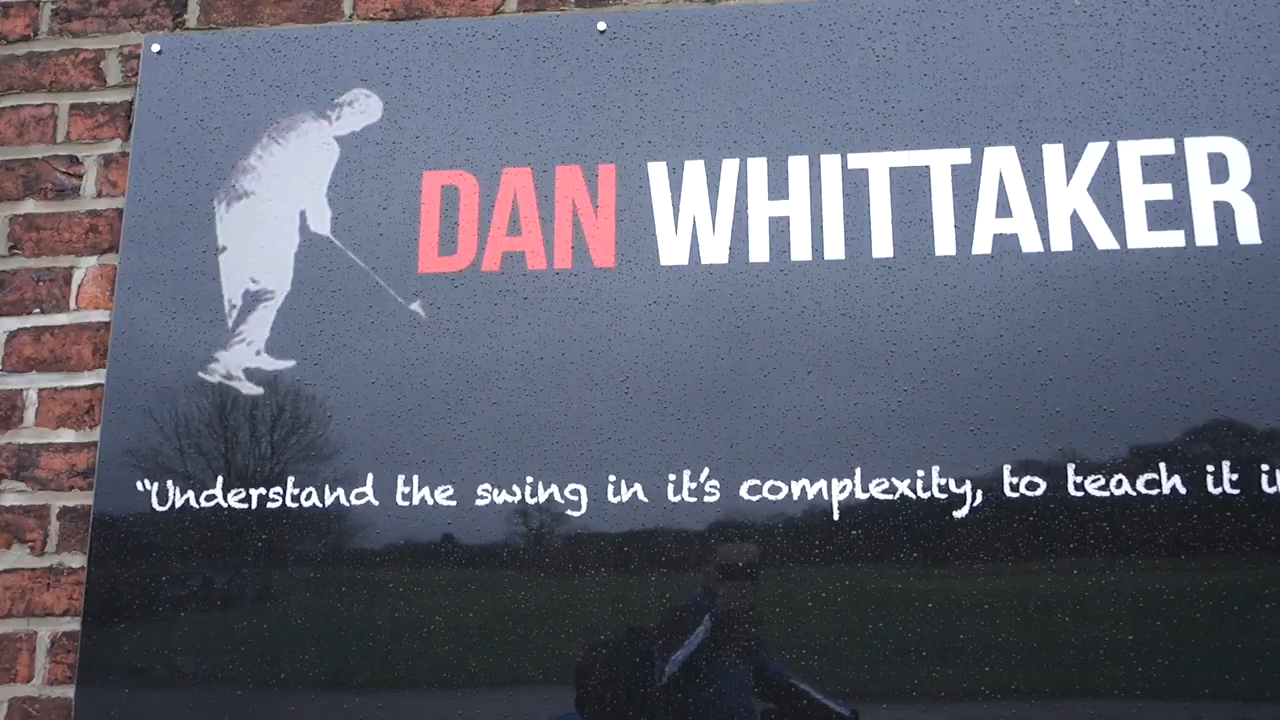 DAN WHITTAKER
“Understand the swing in it's complexity, to teach it